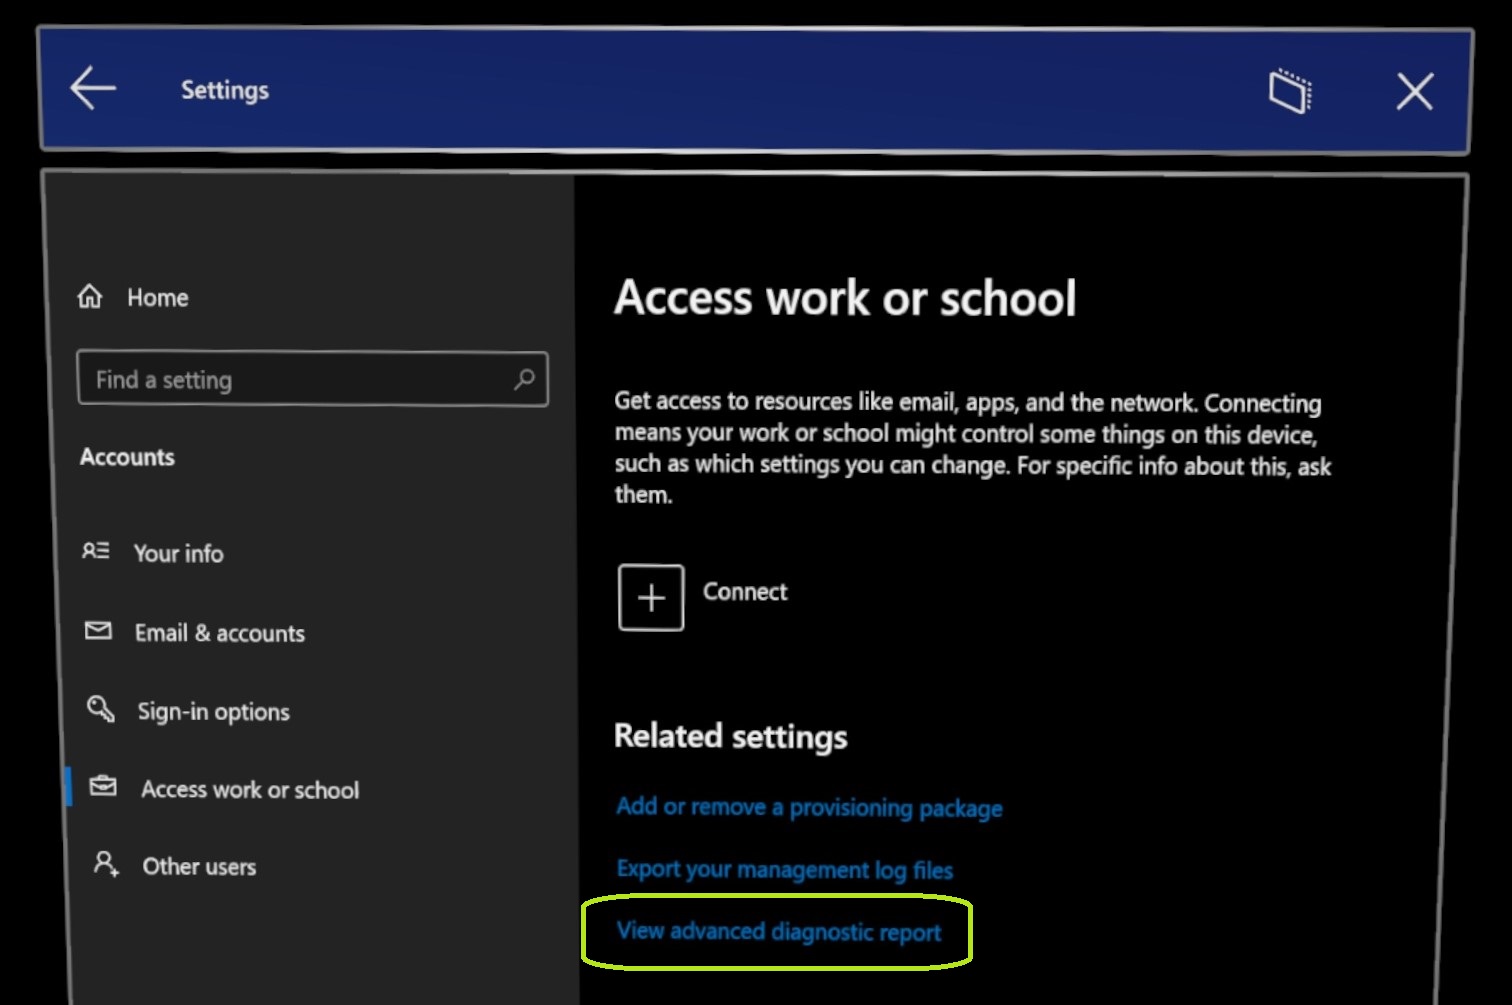 Settings
Home
Find a setting
Accounts
Your info
Email & accounts
Sign-in options
Access work or school
Other users
Access work or school
Get access to resources like email, apps, and the network. Connecting
means your work or school might control some things on this device,
such as which settings you can change. For specific info about this, ask
them.
Connect
Related settings
Add or remove a provisioning package
Export your management log files
View advanced diagnostic report